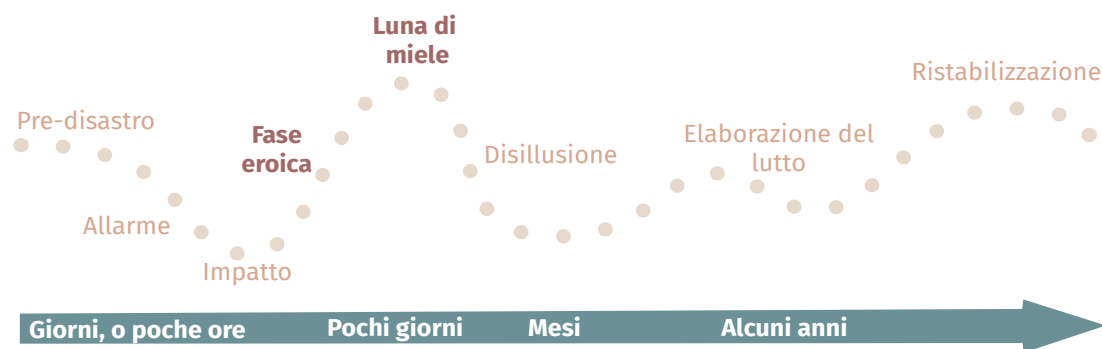 Pre-disastro
Allarme
Impatto
Fase
eroica
Luna di
miele
Disillusione
Elaborazione del
lutto
Ristabilizzazione
Giorni, o poche ore
Pochi giorni
Mesi
Alcuni anni